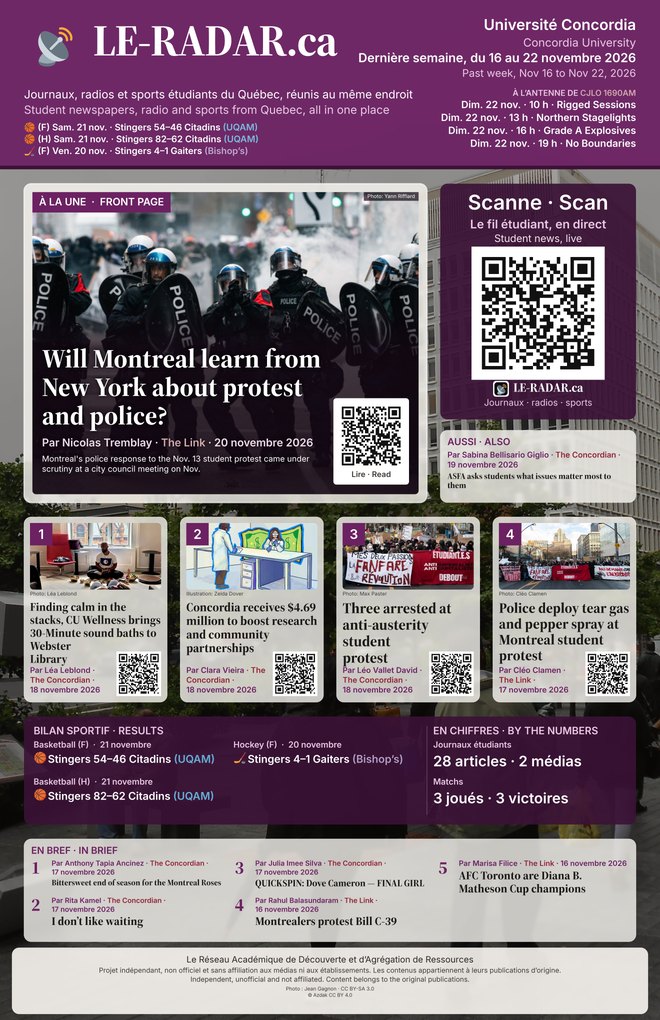 LE-RADAR.ca
Université Concordia
Concordia University
Dernière semaine, du 16 au 22 novembre 2026
Past week, Nov 16 to Nov 22, 2026
Journaux, radios et sports étudiants du Québec, réunis au même endroit
Student newspapers, radio and sports from Quebec, all in one place
(F) Sam. 21 nov. · Stingers 54–46 Citadins (UQAM)
(H) Sam. 21 nov. · Stingers 82–62 Citadins (UQAM)
(F) Ven. 20 nov. · Stingers 4–1 Gaiters (Bishop's)
À L'ANTENNE DE CJLO 1690AM
Dim. 22 nov. · 10 h · Rigged Sessions
Dim. 22 nov. · 13 h · Northern Stagelights
Dim. 22 nov. · 16 h · Grade A Explosives
Dim. 22 nov. · 19 h · No Boundaries
À LA UNE · FRONT PAGE
Photo: Yann Rifflard
POLICE
POLICE
POLICE
POLICE
POLICE
Will Montreal learn from
New York about protest
and police?
Par Nicolas Tremblay · The Link · 20 novembre 2026
Montreal's police response to the Nov. 13 student protest came under
scrutiny at a city council meeting on Nov.
Lire · Read
Scanne · Scan
Le fil étudiant, en direct
Student news, live
LE-RADAR.ca
Journaux · radios · sports
AUSSI · ALSO
Par Sabina Bellisario Giglio · The Concordian ·
19 novembre 2026
ASFA asks students what issues matter most to
them
1
Photo: Léa Leblond
Finding calm in the
stacks, CU Wellness brings
30-Minute sound baths to
Webster
Library
Par Léa Leblond ·
The Concordian ·
18 novembre 2026
2
Illustration: Zelda Dover
Concordia receives $4.69
million to boost research
and community
partnerships
Par Clara Vieira · The
Concordian ·
18 novembre 2026
3
MES DEUX PASSIONS
FANFARE
RÉVOLUTION
ÉTUDIANT.E.S
ANTI
DEBOUT
Photo: Max Paster
Three arrested at
anti-austerity
student
protest
Par Léo Vallet David ·
The Concordian ·
18 novembre 2026
4
Photo: Cléo Clamen
Police deploy tear gas
and pepper spray at
Montreal student
protest
Par Cléo Clamen ·
The Link ·
17 novembre 2026
BILAN SPORTIF · RESULTS
Basketball (F) · 21 novembre
Stingers 54–46 Citadins (UQAM)
Hockey (F) · 20 novembre
Stingers 4–1 Gaiters (Bishop's)
Basketball (H) · 21 novembre
Stingers 82–62 Citadins (UQAM)
EN CHIFFRES · BY THE NUMBERS
Journaux étudiants
28 articles · 2 médias
Matchs
3 joués · 3 victoires
EN BREF · IN BRIEF
1
Par Anthony Tapia Ancinez · The Concordian ·
17 novembre 2026
Bittersweet end of season for the Montreal Roses
2
Par Rita Kamel · The Concordian ·
17 novembre 2026
I don't like waiting
3
Par Julia Imee Silva · The Concordian ·
17 novembre 2026
QUICKSPIN: Dove Cameron — FINAL GIRL
4
Par Rahul Balasundaram · The Link ·
16 novembre 2026
Montrealers protest Bill C-39
5
Par Marisa Filice · The Link · 16 novembre 2026
AFC Toronto are Diana B.
Matheson Cup champions
Le Réseau Académique de Découverte et d'Agrégation de Ressources
Projet indépendant, non officiel et sans affiliation aux médias ni aux établissements. Les contenus appartiennent à leurs publications d'origine.
Independent, unofficial and not affiliated. Content belongs to the original publications.
Photo : Jean Gagnon · CC BY-SA 3.0
© Azdak CC BY 4.0